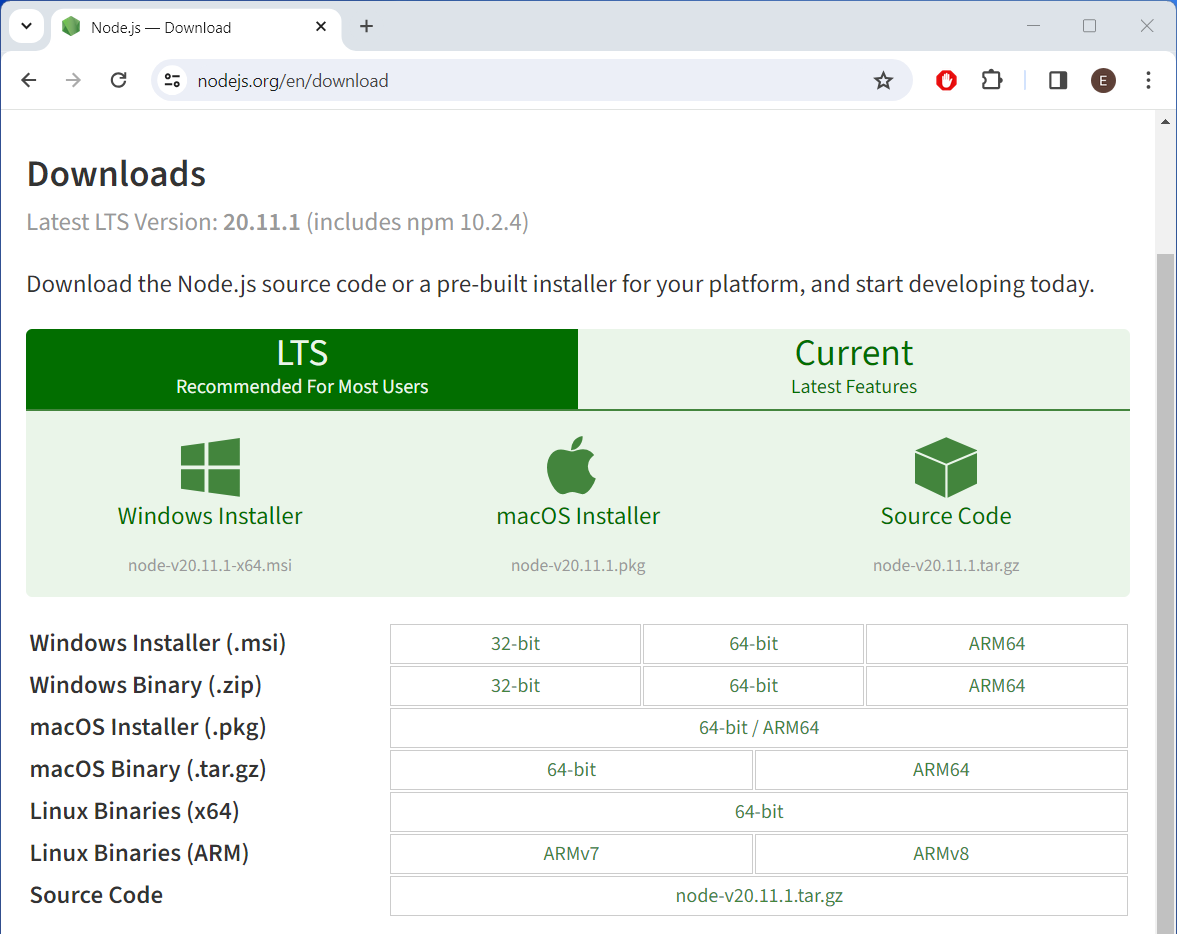 Node.js — Download
nodejs.org/en/download
E
Downloads
Latest LTS Version: 20.11.1 (includes npm 10.2.4)
Download the Node.js source code or a pre-built installer for your platform, and start developing today.
LTS
Recommended For Most Users
Current
Latest Features
Windows Installer
node-v20.11.1-x64.msi
macOS Installer
node-v20.11.1.pkg
Source Code
node-v20.11.1.tar.gz
Windows Installer (.msi) 32-bit 64-bit ARM64
Windows Binary (.zip) 32-bit 64-bit ARM64
macOS Installer (.pkg) 64-bit / ARM64
macOS Binary (.tar.gz) 64-bit ARM64
Linux Binaries (x64) 64-bit
Linux Binaries (ARM) ARMv7 ARMv8
Source Code node-v20.11.1.tar.gz